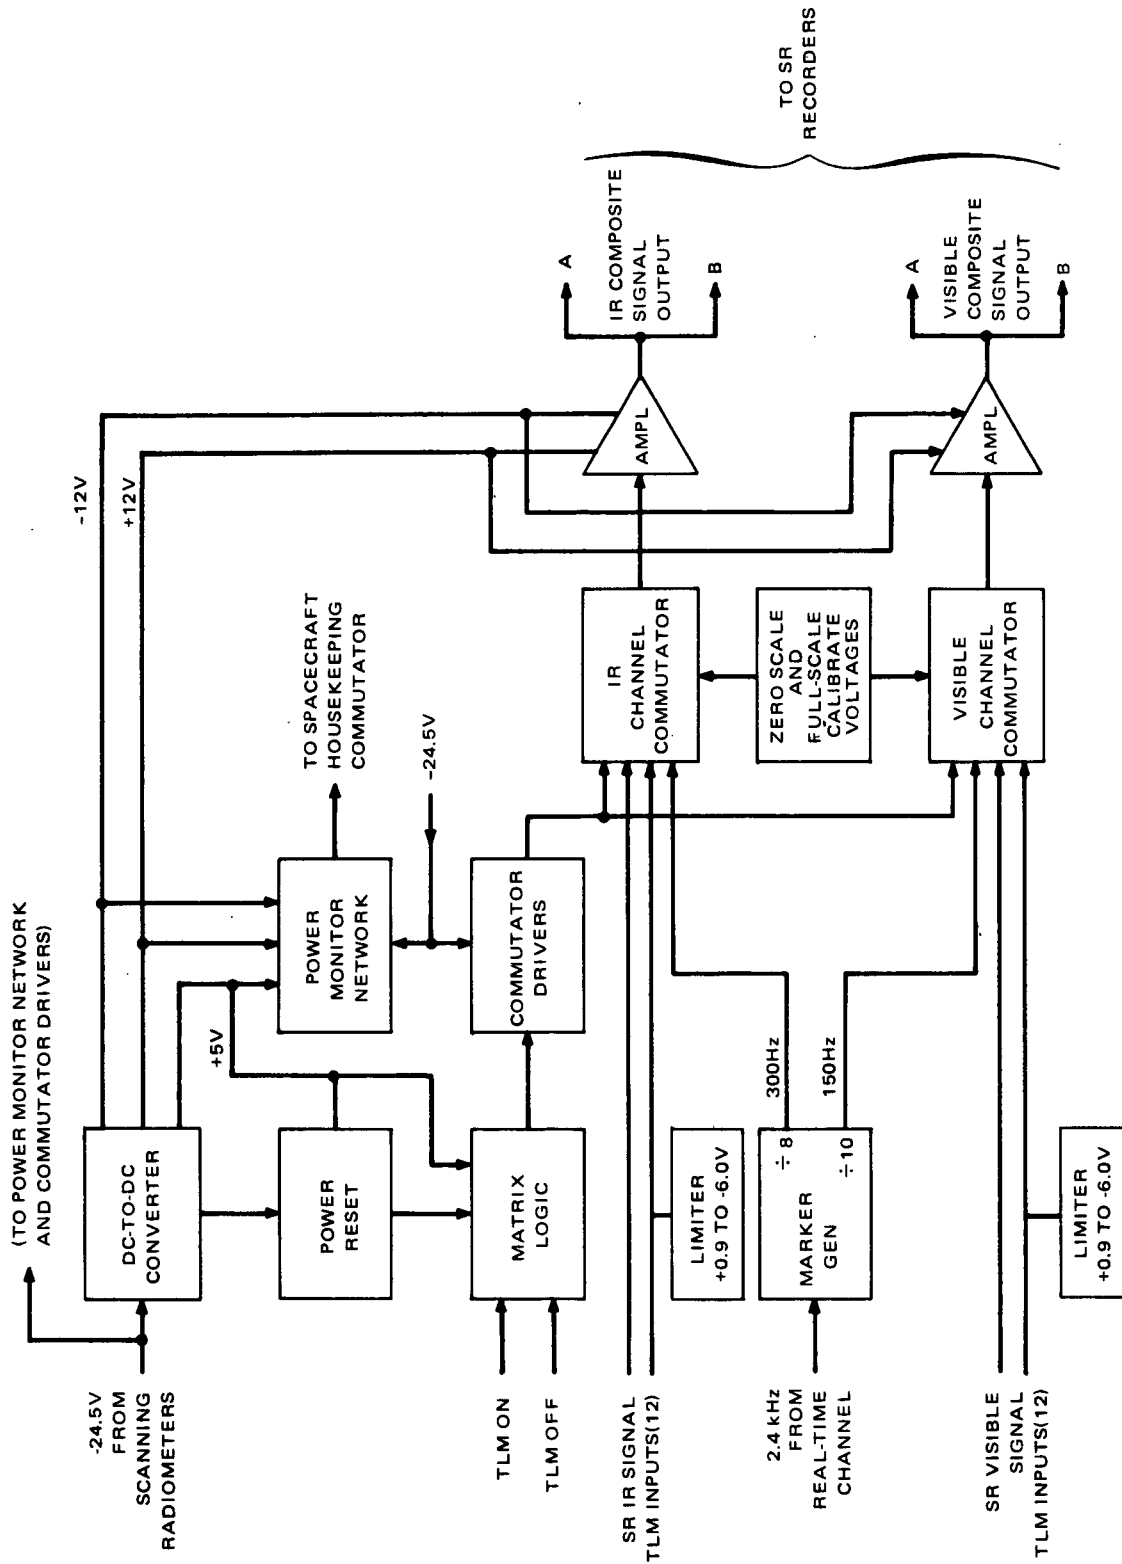 (TO POWER MONITOR NETWORK
AND COMMUTATOR DRIVERS)
-24.5V
FROM
SCANNING
RADIOMETERS
DC-TO-DC
CONVERTER
-12V
+12V
+5V
POWER
RESET
POWER
MONITOR
NETWORK
TO SPACECRAFT
HOUSEKEEPING
COMMUTATOR
-24.5V
TLM ON
TLM OFF
MATRIX
LOGIC
COMMUTATOR
DRIVERS
SR IR SIGNAL
TLM INPUTS(12)
LIMITER
+0.9 TO -6.0V
IR
CHANNEL
COMMUTATOR
AMPL
A
IR COMPOSITE
SIGNAL
OUTPUT
B
2.4 kHz
FROM
REAL-TIME
CHANNEL
MARKER
GEN
÷ 8
÷ 10
300Hz
150Hz
ZERO SCALE
AND
FULL-SCALE
CALIBRATE
VOLTAGES
SR VISIBLE
SIGNAL
TLM INPUTS(12)
LIMITER
+0.9 TO -6.0V
VISIBLE
CHANNEL
COMMUTATOR
AMPL
A
VISIBLE
COMPOSITE
SIGNAL
OUTPUT
B
TO SR
RECORDERS